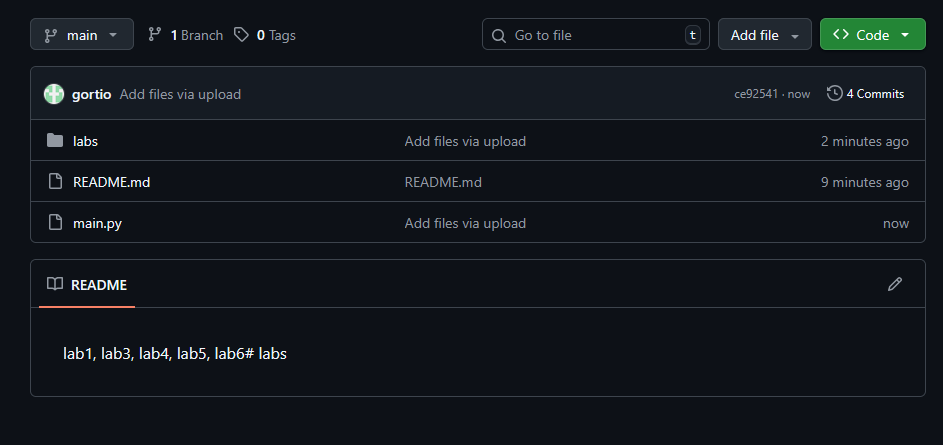 main 1 Branch 0 Tags Go to file t Add file Code
gortio Add files via upload ce92541 · now 4 Commits
labs Add files via upload 2 minutes ago
README.md README.md 9 minutes ago
main.py Add files via upload now
README
lab1, lab3, lab4, lab5, lab6# labs